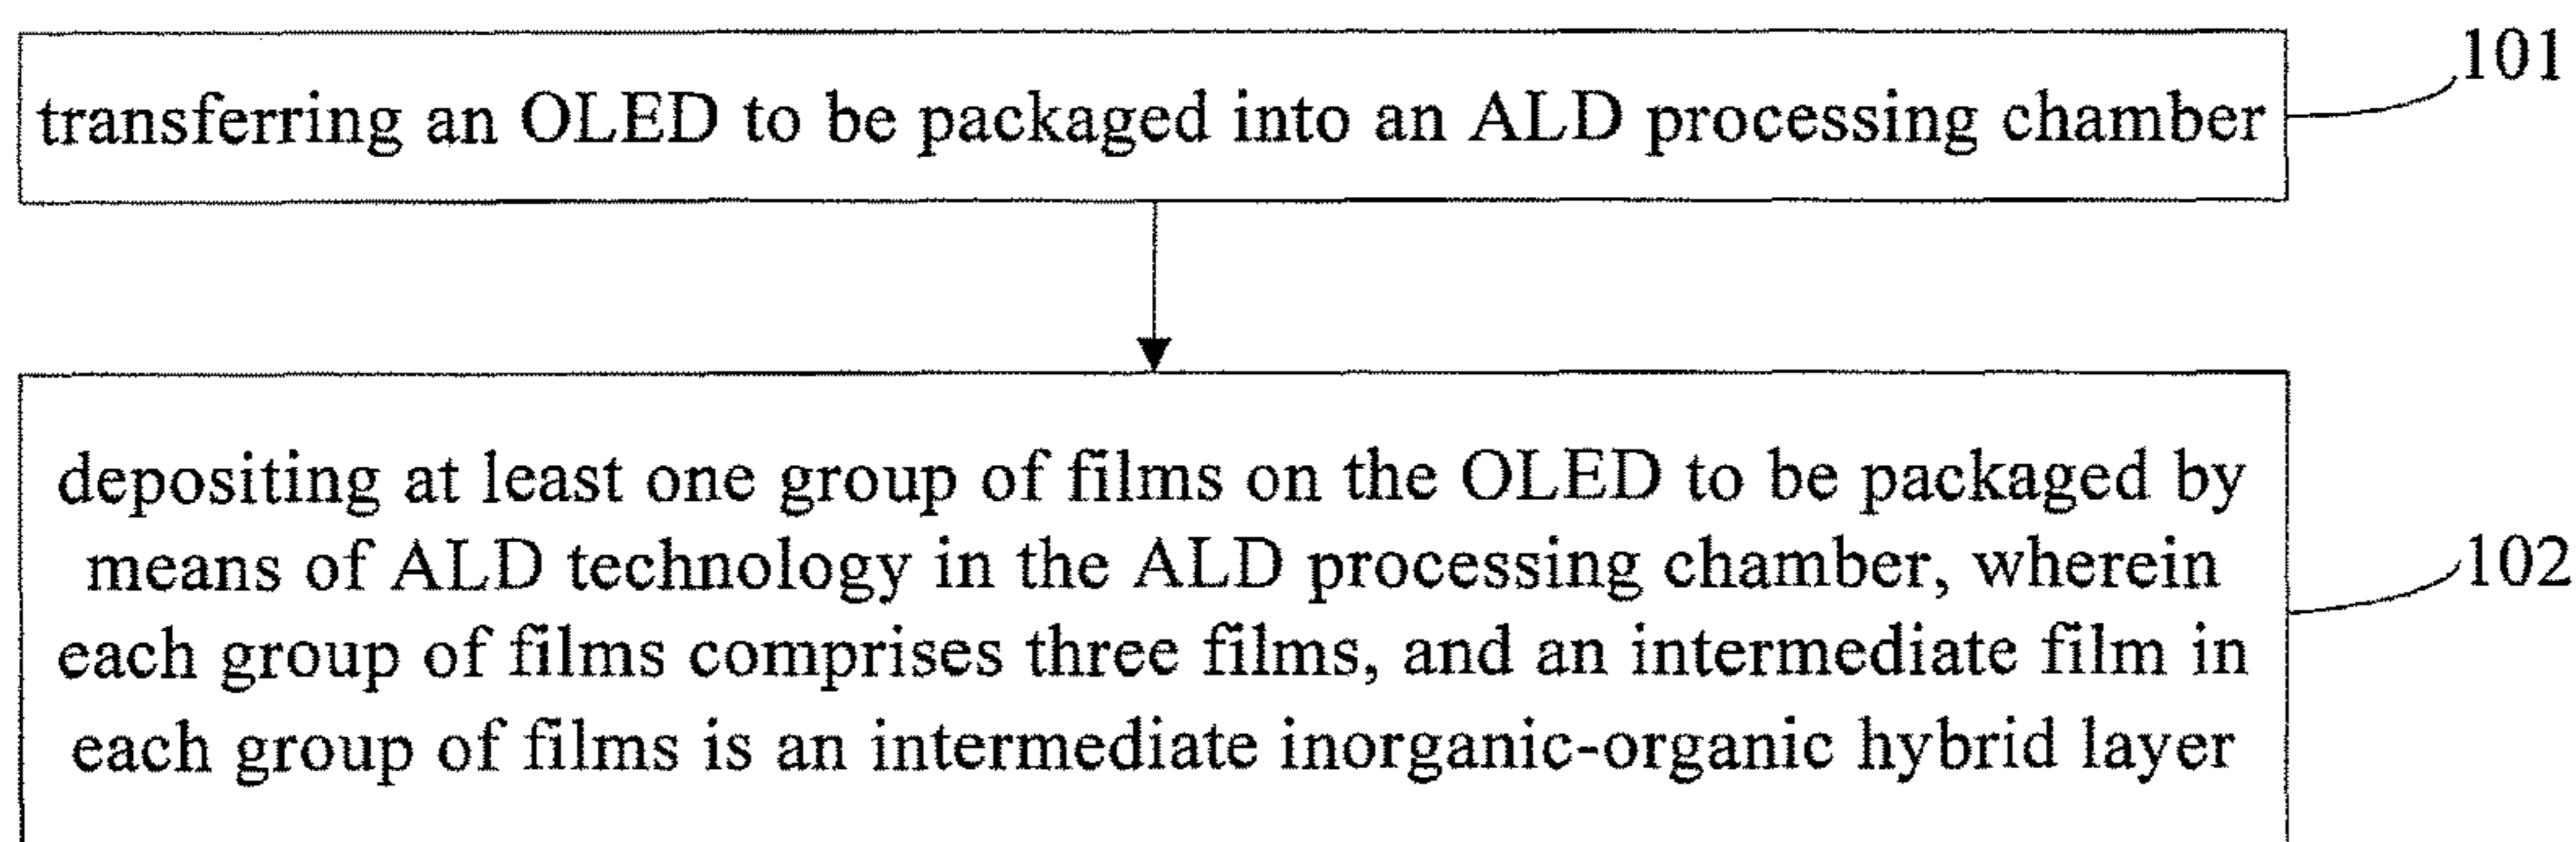 transferring an OLED to be packaged into an ALD processing chamber
101
depositing at least one group of films on the OLED to be packaged by
means of ALD technology in the ALD processing chamber, wherein
each group of films comprises three films, and an intermediate film in
each group of films is an intermediate inorganic-organic hybrid layer
102